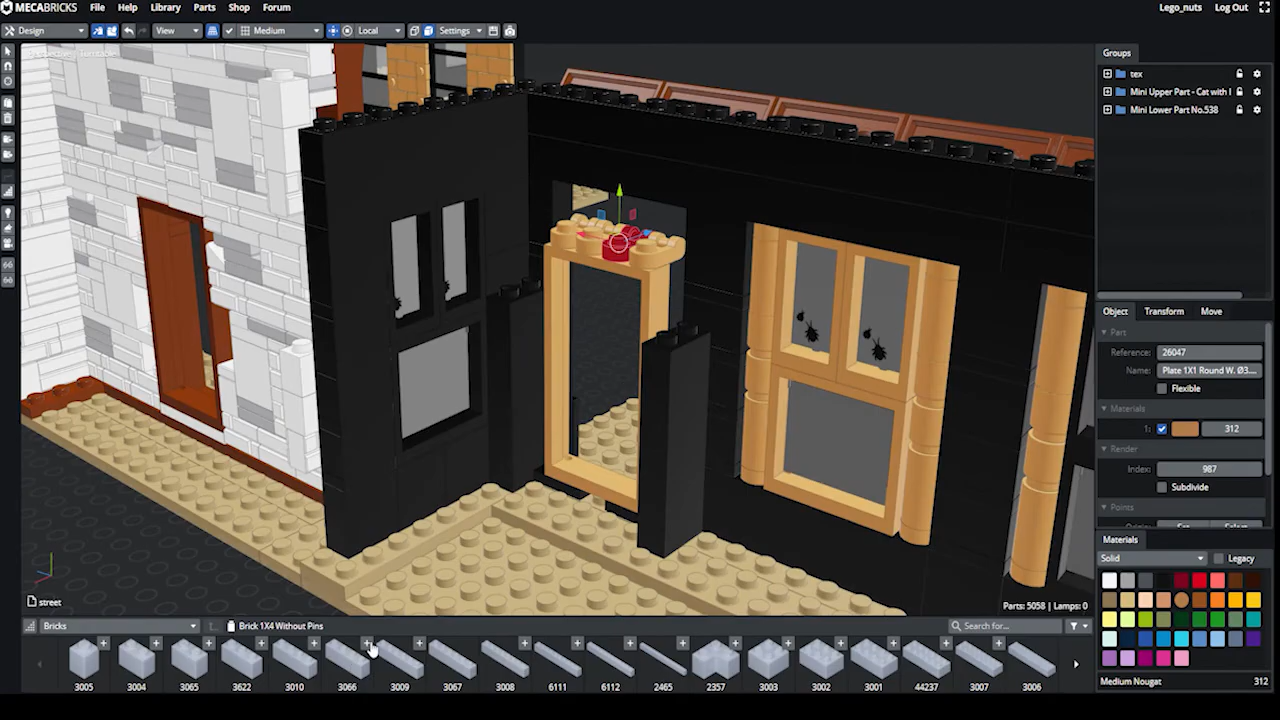 MECABRICKS File Help Library Parts Shop Forum Lego_nuts Log Out
Design View Medium Local Settings
Groups
tex
Mini Upper Part - Cat with I
Mini Lower Part No.538
Object Transform Move
Part
Reference: 26047
Name: Plate 1X1 Round W. Ø3....
Flexible
Materials
1: 312
Render
Index: 987
Subdivide
Points
Materials
Solid Legacy
street
Parts: 5058 | Lamps: 0
Bricks Brick 1X4 Without Pins Search for...
3005 3004 3065 3622 3010 3066 3009 3067 3008 6111 6112 2465 2357 3003 3002 3001 44237 3007 3006
Medium Nougat 312